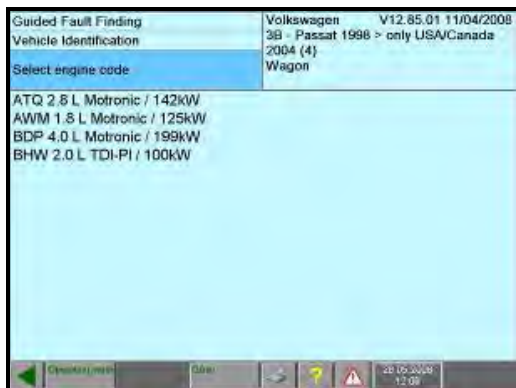 Guided Fault Finding
Vehicle Identification
Select engine code
Volkswagen V12.85.01 11/04/2008
3B - Passat 1998 > only USA/Canada
2004 (4)
Wagon
ATQ 2.8 L Motronic / 142kW
AWM 1.8 L Motronic / 125kW
BDP 4.0 L Motronic / 199kW
BHW 2.0 L TDI-PI / 100kW
?